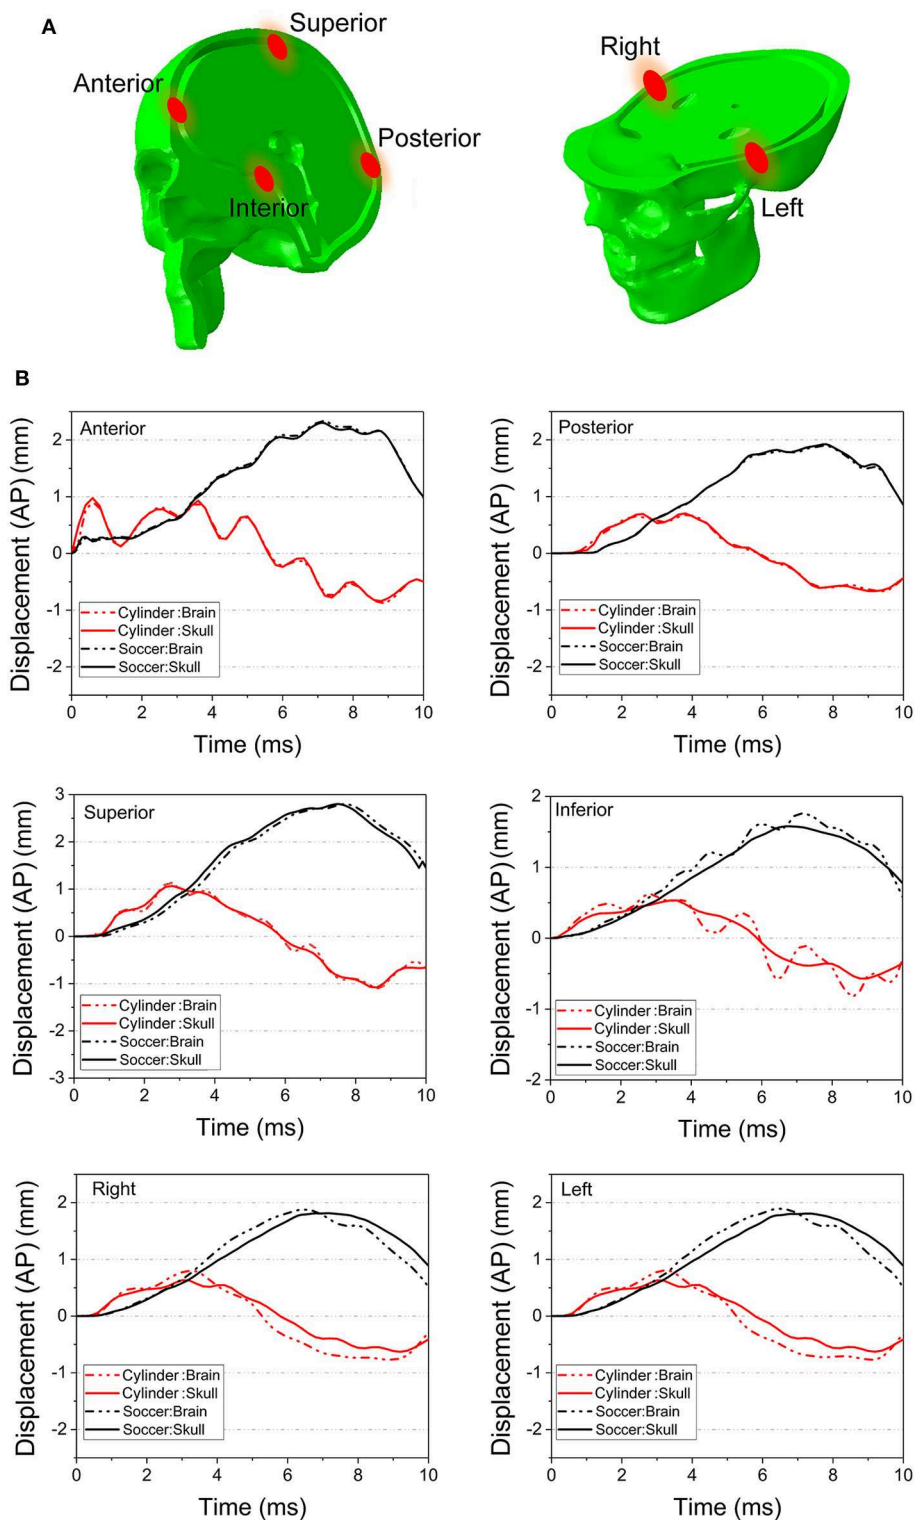 A
Superior
Anterior
Posterior
Interior
Right
Left
B
Anterior
Displacement (AP) (mm)
2
1
0
-1
-2
Cylinder:Brain
Cylinder:Skull
Soccer:Brain
Soccer:Skull
0 2 4 6 8 10
Time (ms)
Posterior
Displacement (AP) (mm)
2
1
0
-1
-2
Cylinder:Brain
Cylinder:Skull
Soccer:Brain
Soccer:Skull
0 2 4 6 8 10
Time (ms)
Superior
Displacement (AP) (mm)
3
2
1
0
-1
-2
-3
Cylinder:Brain
Cylinder:Skull
Soccer:Brain
Soccer:Skull
0 2 4 6 8 10
Time (ms)
Inferior
Displacement (AP) (mm)
2
1
0
-1
-2
Cylinder:Brain
Cylinder:Skull
Soccer:Brain
Soccer:Skull
0 2 4 6 8 10
Time (ms)
Right
Displacement (AP) (mm)
2
1
0
-1
-2
Cylinder:Brain
Cylinder:Skull
Soccer:Brain
Soccer:Skull
0 2 4 6 8 10
Time (ms)
Left
Displacement (AP) (mm)
2
1
0
-1
-2
Cylinder:Brain
Cylinder:Skull
Soccer:Brain
Soccer:Skull
0 2 4 6 8 10
Time (ms)